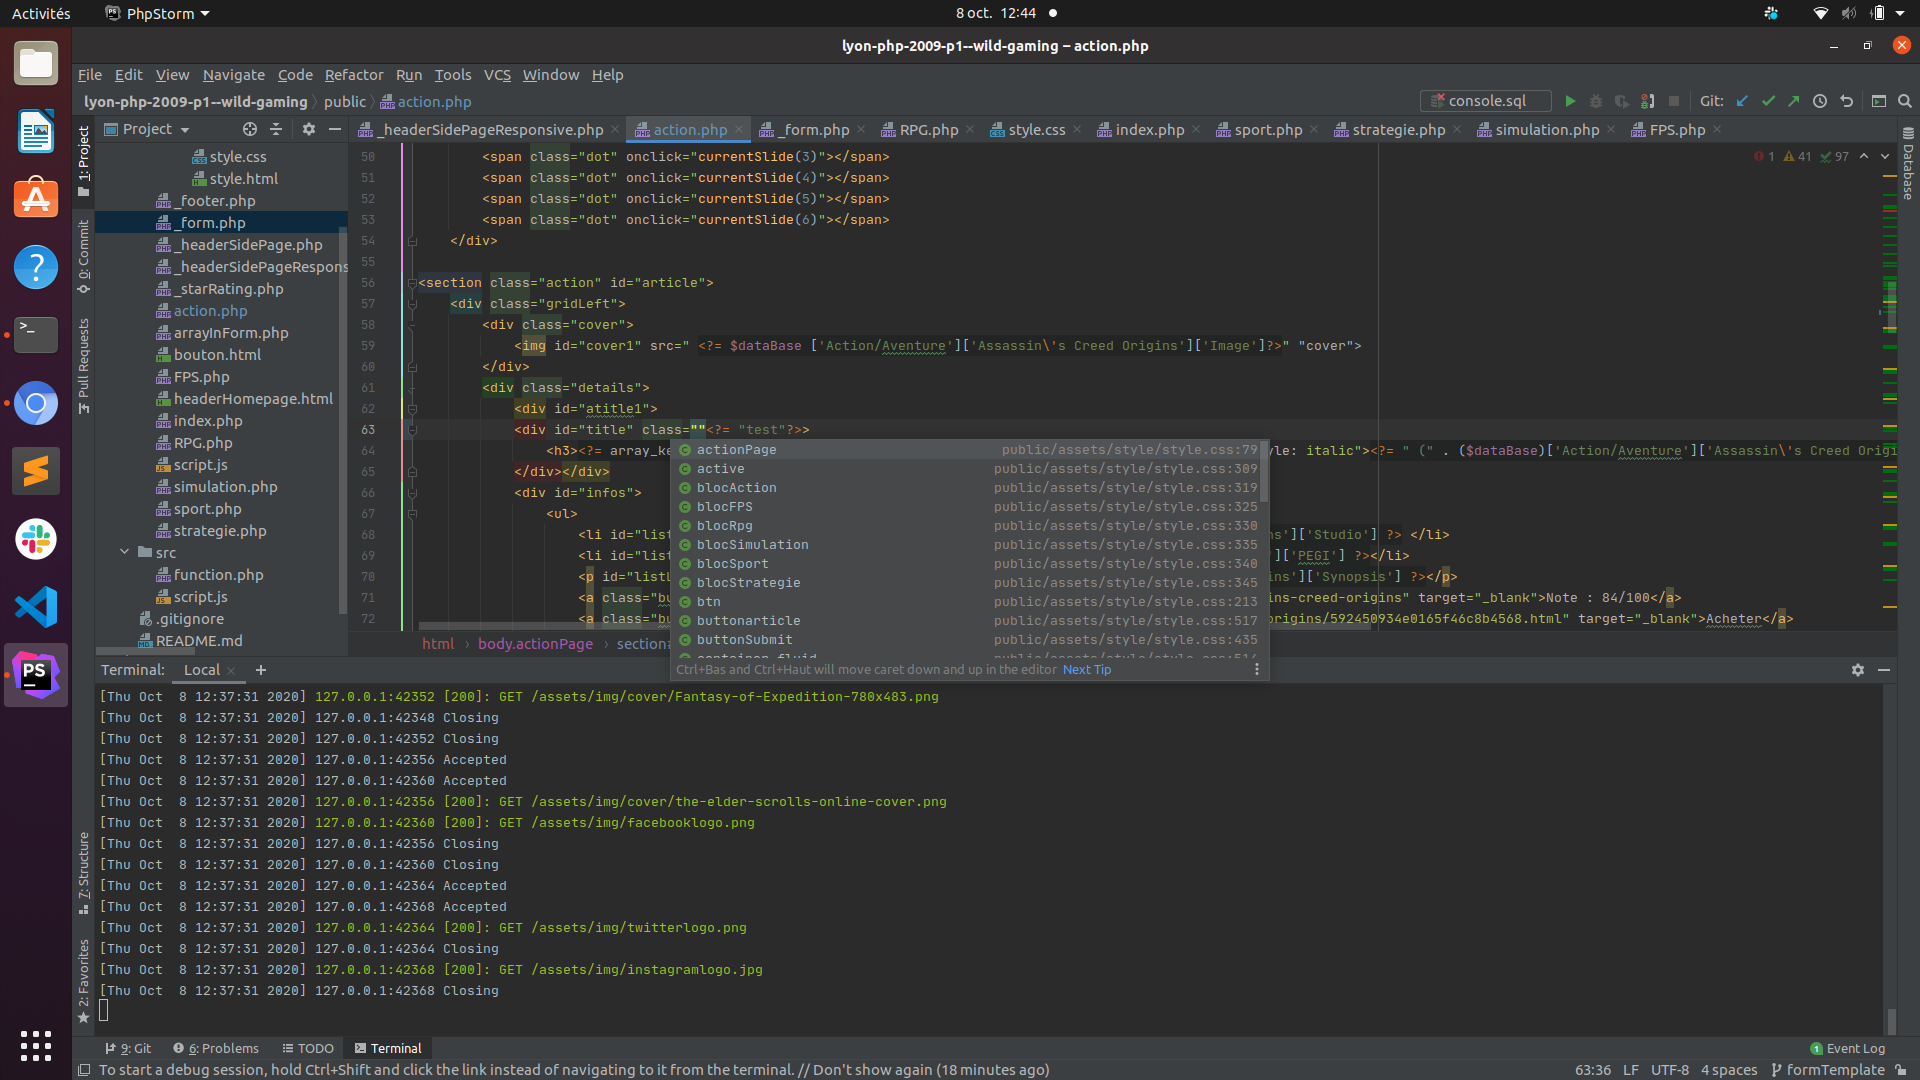 Activités
PhpStorm
8 oct. 12:44
lyon-php-2009-p1--wild-gaming – action.php
File Edit View Navigate Code Refactor Run Tools VCS Window Help
lyon-php-2009-p1--wild-gaming public action.php
console.sql
Git:
Project
_headerSidePageResponsive.php action.php _form.php RPG.php style.css index.php sport.php strategie.php simulation.php FPS.php
1: Project
0: Commit
Pull Requests
7: Structure
2: Favorites
Database
style.css
style.html
_footer.php
_form.php
_headerSidePage.php
_headerSidePageRespons
_starRating.php
action.php
arrayInForm.php
bouton.html
FPS.php
headerHomepage.html
index.php
RPG.php
script.js
simulation.php
sport.php
strategie.php
src
function.php
script.js
.gitignore
README.md
1 41 97
50 <span class="dot" onclick="currentSlide(3)"></span>
51 <span class="dot" onclick="currentSlide(4)"></span>
52 <span class="dot" onclick="currentSlide(5)"></span>
53 <span class="dot" onclick="currentSlide(6)"></span>
54 </div>
55
56 <section class="action" id="article">
57 <div class="gridLeft">
58 <div class="cover">
59 <img id="cover1" src=" <?= $dataBase ['Action/Aventure']['Assassin\'s Creed Origins']['Image']?>" "cover">
60 </div>
61 <div class="details">
62 <div id="atitle1">
63 <div id="title" class=""<?= "test"?>>
64 <h3><?= array_ke yle: italic"><?= " (" . ($dataBase)['Action/Aventure']['Assassin\'s Creed Origi
65 </div></div>
66 <div id="infos">
67 <ul>
68 <li id="list ns']['Studio'] ?> </li>
69 <li id="list ']['PEGI'] ?></li>
70 <p id="listL ins']['Synopsis'] ?></p>
71 <a class="bu ins-creed-origins" target="_blank">Note : 84/100</a>
72 <a class="bu origins/592450934e0165f46c8b4568.html" target="_blank">Acheter</a>
actionPage public/assets/style/style.css:79
active public/assets/style/style.css:309
blocAction public/assets/style/style.css:319
blocFPS public/assets/style/style.css:325
blocRpg public/assets/style/style.css:330
blocSimulation public/assets/style/style.css:335
blocSport public/assets/style/style.css:340
blocStrategie public/assets/style/style.css:345
btn public/assets/style/style.css:213
buttonarticle public/assets/style/style.css:517
buttonSubmit public/assets/style/style.css:435
Ctrl+Bas and Ctrl+Haut will move caret down and up in the editor Next Tip
html body.actionPage section#
Terminal: Local +
[Thu Oct  8 12:37:31 2020] 127.0.0.1:42352 [200]: GET /assets/img/cover/Fantasy-of-Expedition-780x483.png
[Thu Oct  8 12:37:31 2020] 127.0.0.1:42348 Closing
[Thu Oct  8 12:37:31 2020] 127.0.0.1:42352 Closing
[Thu Oct  8 12:37:31 2020] 127.0.0.1:42356 Accepted
[Thu Oct  8 12:37:31 2020] 127.0.0.1:42360 Accepted
[Thu Oct  8 12:37:31 2020] 127.0.0.1:42356 [200]: GET /assets/img/cover/the-elder-scrolls-online-cover.png
[Thu Oct  8 12:37:31 2020] 127.0.0.1:42360 [200]: GET /assets/img/facebooklogo.png
[Thu Oct  8 12:37:31 2020] 127.0.0.1:42356 Closing
[Thu Oct  8 12:37:31 2020] 127.0.0.1:42360 Closing
[Thu Oct  8 12:37:31 2020] 127.0.0.1:42364 Accepted
[Thu Oct  8 12:37:31 2020] 127.0.0.1:42368 Accepted
[Thu Oct  8 12:37:31 2020] 127.0.0.1:42364 [200]: GET /assets/img/twitterlogo.png
[Thu Oct  8 12:37:31 2020] 127.0.0.1:42364 Closing
[Thu Oct  8 12:37:31 2020] 127.0.0.1:42368 [200]: GET /assets/img/instagramlogo.jpg
[Thu Oct  8 12:37:31 2020] 127.0.0.1:42368 Closing
9: Git 6: Problems TODO Terminal
1 Event Log
To start a debug session, hold Ctrl+Shift and click the link instead of navigating to it from the terminal. // Don't show again (18 minutes ago)
63:36 LF UTF-8 4 spaces formTemplate